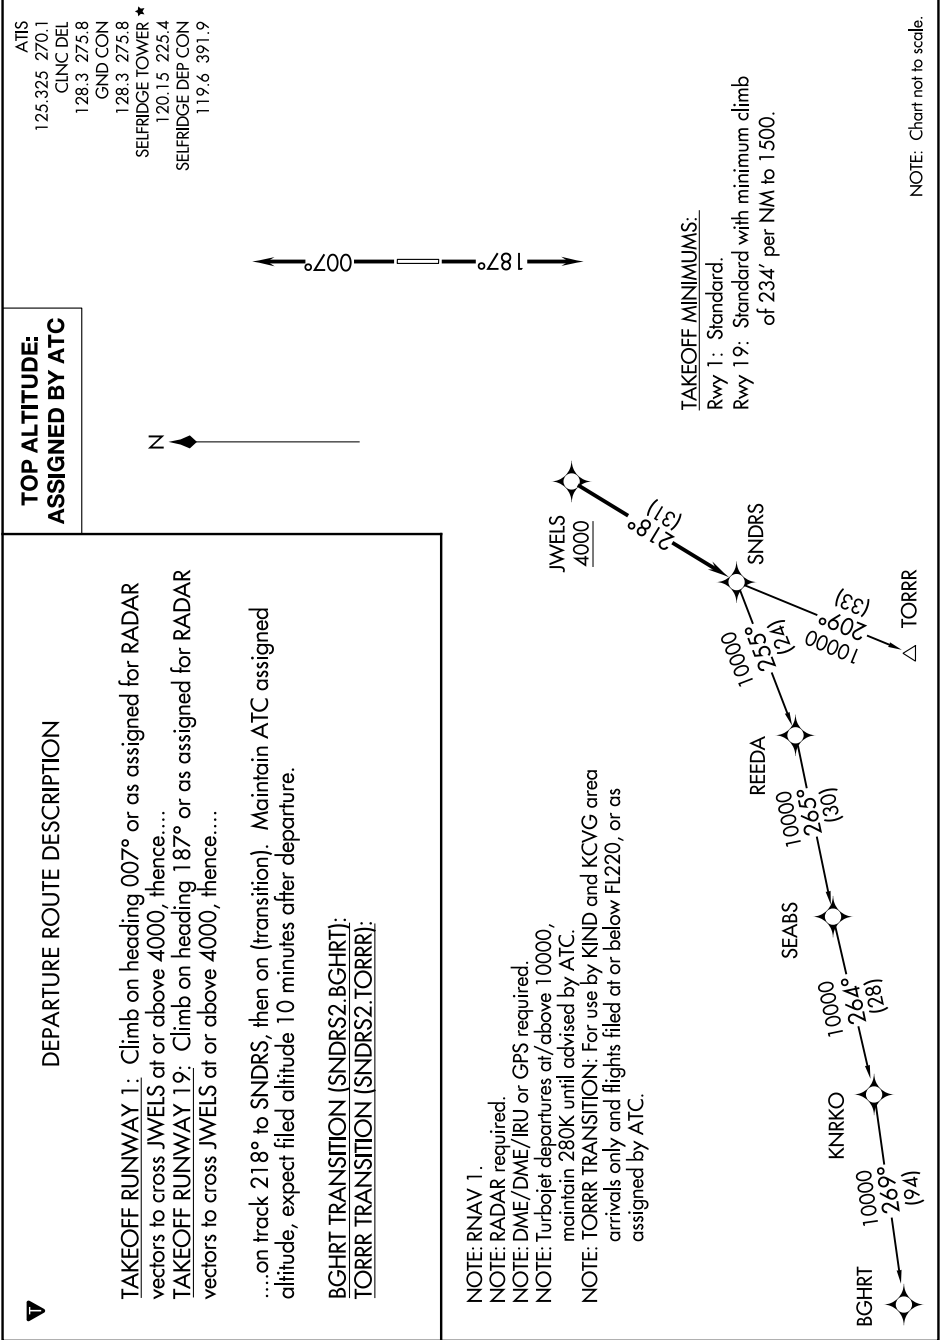 TOP ALTITUDE:
ASSIGNED BY ATC
ATIS
125.325 270.1
CLNC DEL
128.3 275.8
GND CON
128.3 275.8
SELFRIDGE TOWER ★
120.15 225.4
SELFRIDGE DEP CON
119.6 391.9
T
DEPARTURE ROUTE DESCRIPTION
TAKEOFF RUNWAY 1: Climb on heading 007° or as assigned for RADAR
vectors to cross JWELS at or above 4000, thence....
TAKEOFF RUNWAY 19: Climb on heading 187° or as assigned for RADAR
vectors to cross JWELS at or above 4000, thence....
....on track 218° to SNDRS, then on (transition). Maintain ATC assigned
altitude, expect filed altitude 10 minutes after departure.
BGHRT TRANSITION (SNDRS2.BGHRT):
TORRR TRANSITION (SNDRS2.TORRR):
N
007°
187°
NOTE: RNAV 1.
NOTE: RADAR required.
NOTE: DME/DME/IRU or GPS required.
NOTE: Turbojet departures at/above 10000,
maintain 280K until advised by ATC.
NOTE: TORRR TRANSITION: For use by KIND and KCVG area
arrivals only and flights filed at or below FL220, or as
assigned by ATC.
JWELS
4000
218°
(31)
SNDRS
10000
255°
(24)
10000
209°
(33)
TORRR
REEDA
10000
265°
(30)
SEABS
10000
264°
(28)
KNRKO
10000
269°
(94)
BGHRT
TAKEOFF MINIMUMS:
Rwy 1: Standard.
Rwy 19: Standard with minimum climb
of 234' per NM to 1500.
NOTE: Chart not to scale.